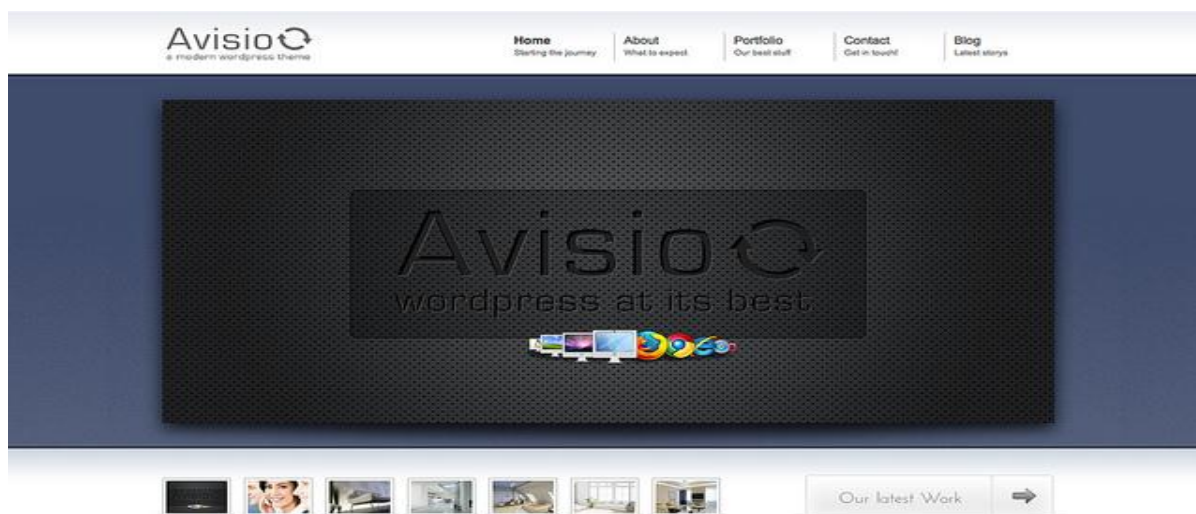 Avisio
a modern wordpress theme
Home
Starting the journey
About
What to expect
Portfolio
Our best stuff
Contact
Get in touch!
Blog
Latest storys
Avisio
wordpress at its best
Our latest Work